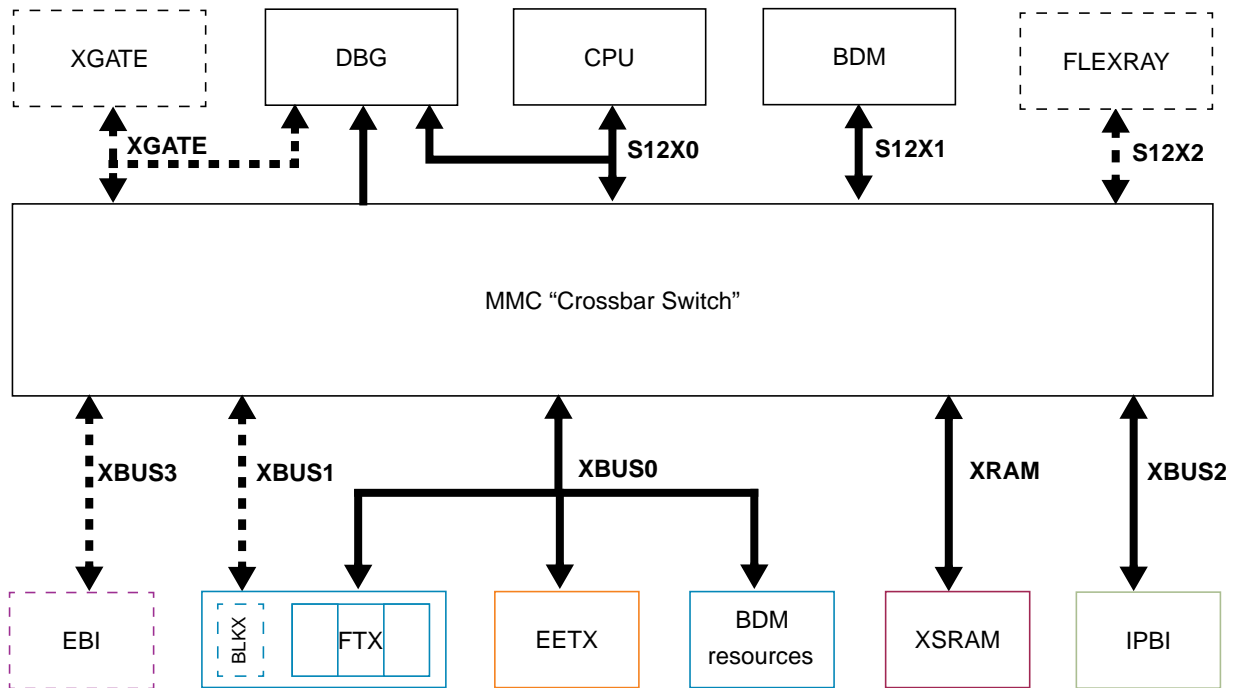 XGATE
DBG
CPU
BDM
FLEXRAY
XGATE
S12X0
S12X1
S12X2
MMC “Crossbar Switch”
XBUS3
XBUS1
XBUS0
XRAM
XBUS2
EBI
BLKX
FTX
EETX
BDM
resources
XSRAM
IPBI